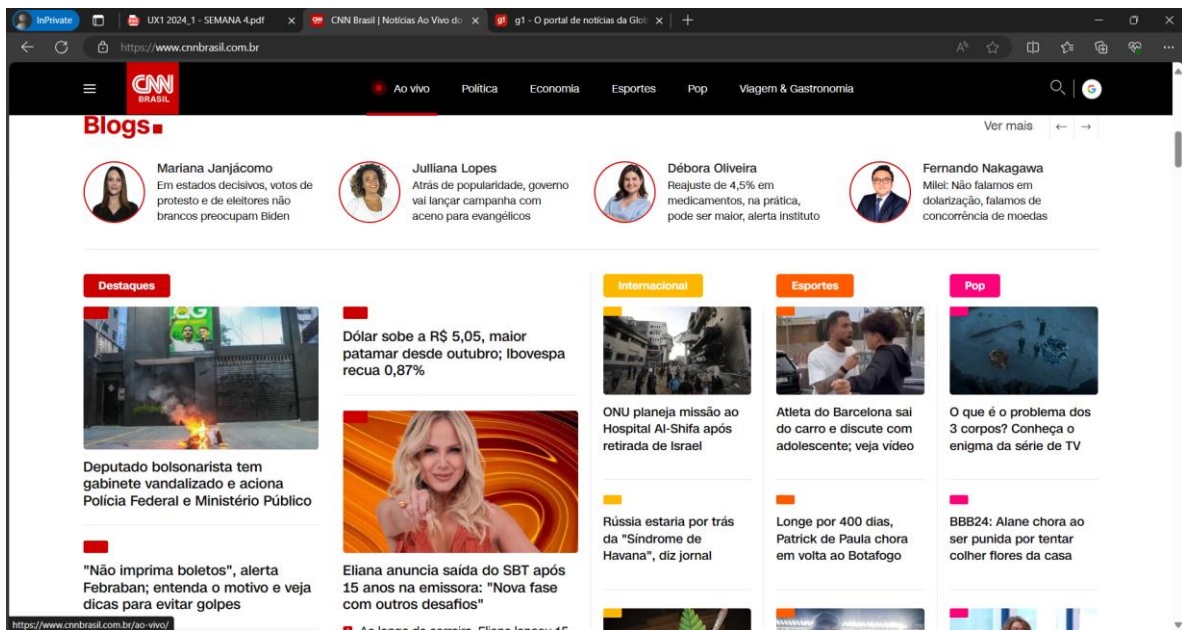 InPrivate
UX1 2024_1 - SEMANA 4.pdf
CNN Brasil | Notícias Ao Vivo do
g1 - O portal de notícias da Glob
https://www.cnnbrasil.com.br
CNN
BRASIL
Ao vivo
Política
Economia
Esportes
Pop
Viagem & Gastronomia
Blogs
Ver mais
Mariana Janjácomo
Em estados decisivos, votos de
protesto e de eleitores não
brancos preocupam Biden
Julliana Lopes
Atrás de popularidade, governo
vai lançar campanha com
aceno para evangélicos
Débora Oliveira
Reajuste de 4,5% em
medicamentos, na prática,
pode ser maior, alerta instituto
Fernando Nakagawa
Milei: Não falamos em
dolarização, falamos de
concorrência de moedas
Destaques
Deputado bolsonarista tem
gabinete vandalizado e aciona
Polícia Federal e Ministério Público
"Não imprima boletos", alerta
Febraban; entenda o motivo e veja
dicas para evitar golpes
Dólar sobe a R$ 5,05, maior
patamar desde outubro; Ibovespa
recua 0,87%
Eliana anuncia saída do SBT após
15 anos na emissora: "Nova fase
com outros desafios"
Ao longo da carreira, Eliana lançou 15
Internacional
ONU planeja missão ao
Hospital Al-Shifa após
retirada de Israel
Rússia estaria por trás
da "Síndrome de
Havana", diz jornal
Esportes
Atleta do Barcelona sai
do carro e discute com
adolescente; veja vídeo
Longe por 400 dias,
Patrick de Paula chora
em volta ao Botafogo
Pop
O que é o problema dos
3 corpos? Conheça o
enigma da série de TV
BBB24: Alane chora ao
ser punida por tentar
colher flores da casa
https://www.cnnbrasil.com.br/ao-vivo/